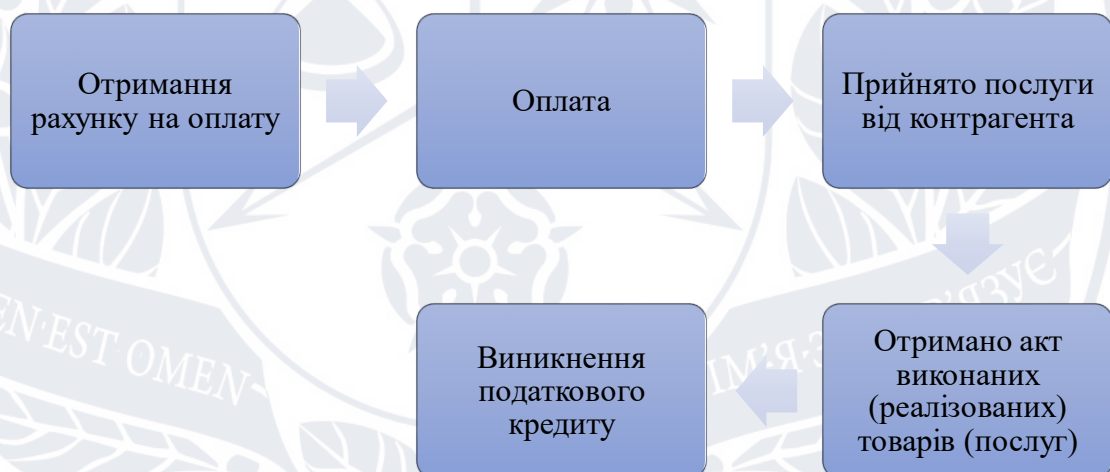 Отримання
рахунку на оплату
Оплата
Прийнято послуги
від контрагента
Отримано акт
виконаних
(реалізованих)
товарів (послуг)
Виникнення
податкового
кредиту
EST OMEN
ІМ'Я